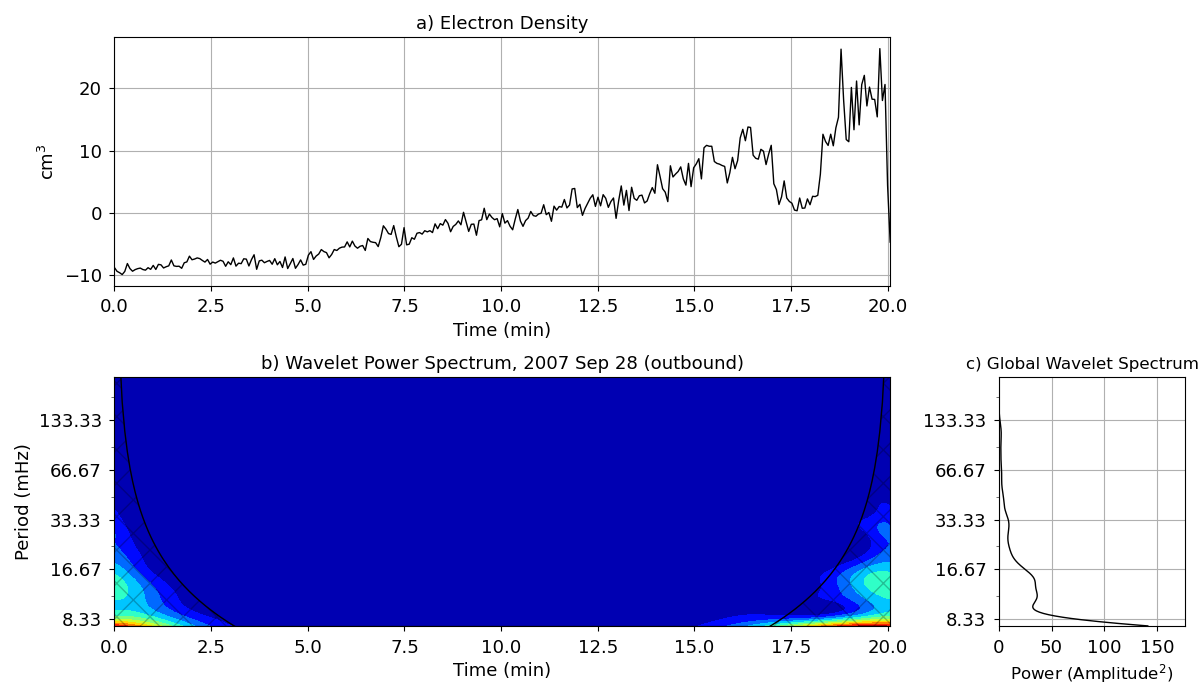 a) Electron Density
cm³
20
10
0
−10
0.0 2.5 5.0 7.5 10.0 12.5 15.0 17.5 20.0
Time (min)
b) Wavelet Power Spectrum, 2007 Sep 28 (outbound)
Period (mHz)
133.33
66.67
33.33
16.67
8.33
0.0 2.5 5.0 7.5 10.0 12.5 15.0 17.5 20.0
Time (min)
c) Global Wavelet Spectrum
133.33
66.67
33.33
16.67
8.33
0 50 100 150
Power (Amplitude²)